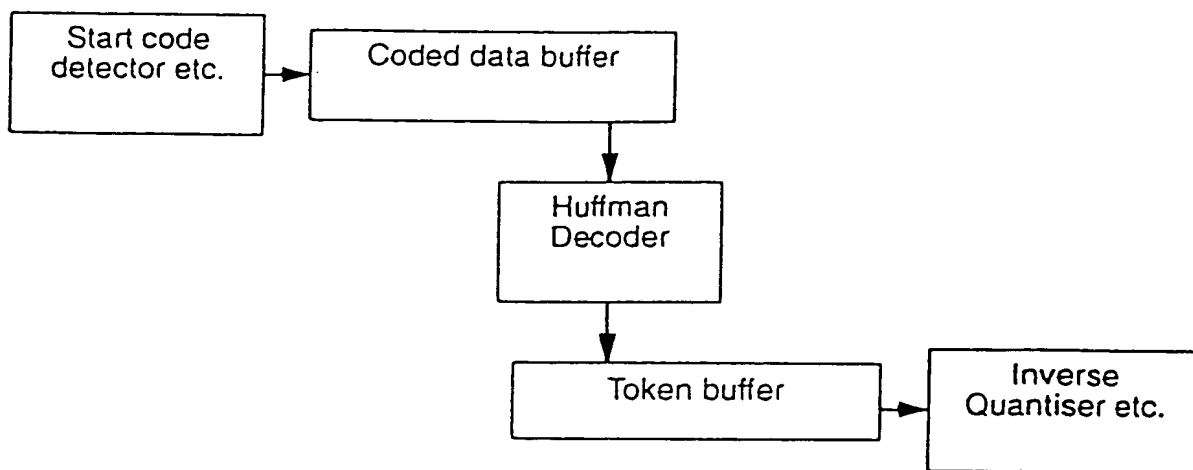 Start code
detector etc.
Coded data buffer
Huffman
Decoder
Token buffer
Inverse
Quantiser etc.